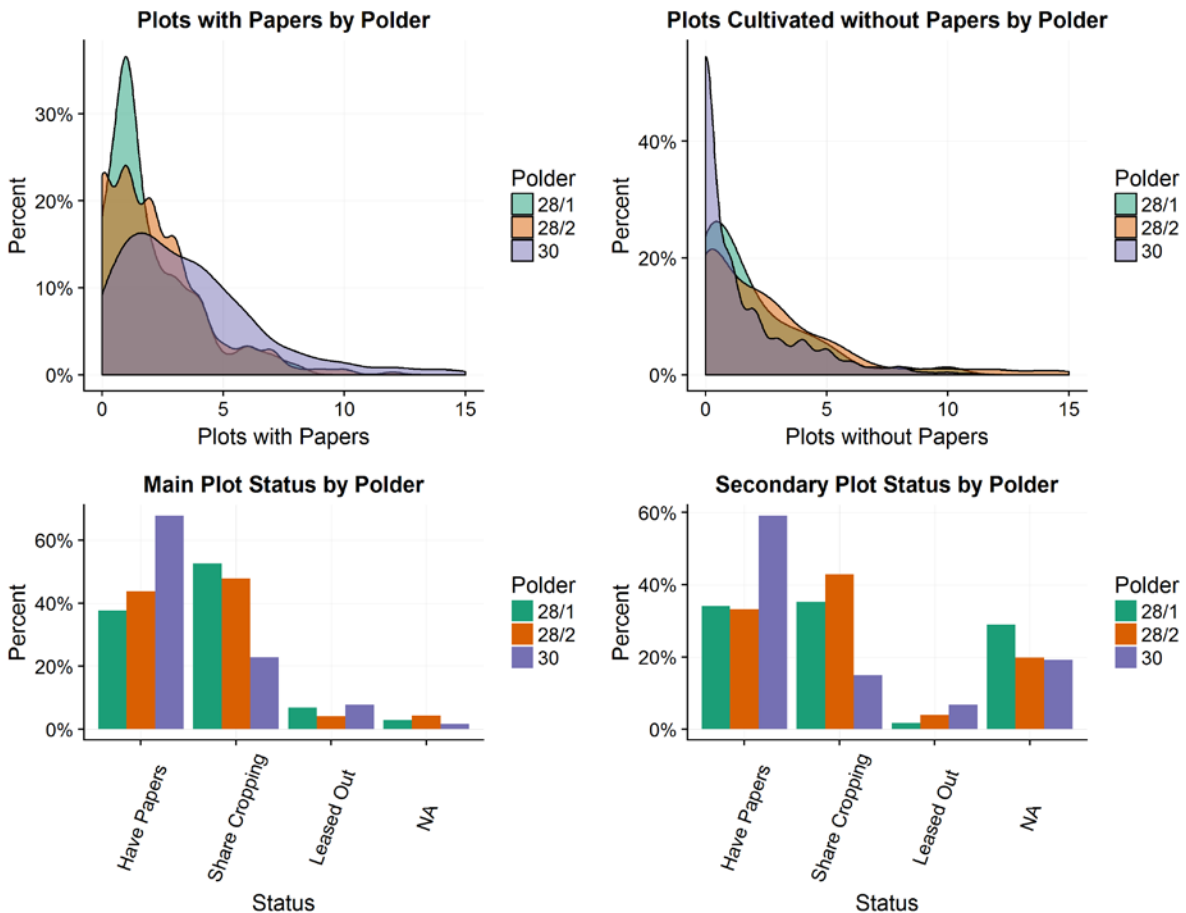 Plots with Papers by Polder
30%
20%
10%
0%
Percent
0 5 10 15
Plots with Papers
Polder
28/1
28/2
30
Plots Cultivated without Papers by Polder
40%
20%
0%
Percent
0 5 10 15
Plots without Papers
Polder
28/1
28/2
30
Main Plot Status by Polder
60%
40%
20%
0%
Percent
Have Papers
Share Cropping
Leased Out
NA
Status
Polder
28/1
28/2
30
Secondary Plot Status by Polder
60%
40%
20%
0%
Percent
Have Papers
Share Cropping
Leased Out
NA
Status
Polder
28/1
28/2
30